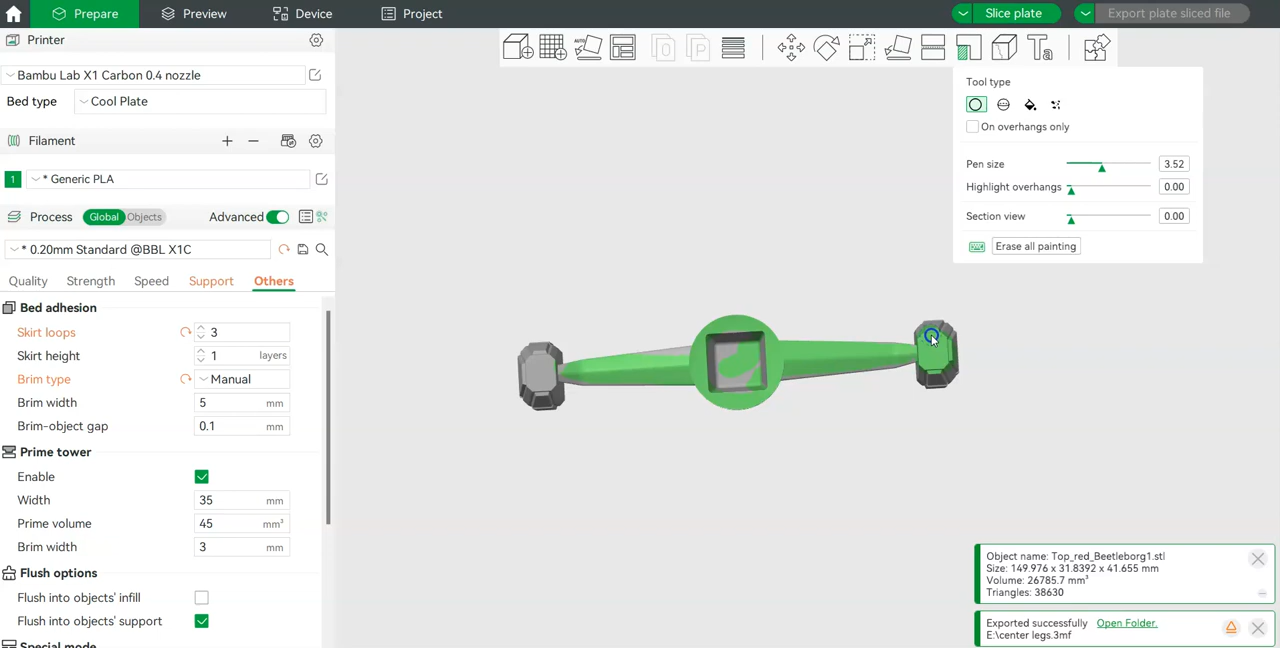 Prepare
Preview
Device
Project
Slice plate
Export plate sliced file
Printer
Bambu Lab X1 Carbon 0.4 nozzle
Bed type
Cool Plate
Filament
1
* Generic PLA
Process
Global
Objects
Advanced
* 0.20mm Standard @BBL X1C
Quality
Strength
Speed
Support
Others
Bed adhesion
Skirt loops
3
Skirt height
1
layers
Brim type
Manual
Brim width
5
mm
Brim-object gap
0.1
mm
Prime tower
Enable
Width
35
mm
Prime volume
45
mm³
Brim width
3
mm
Flush options
Flush into objects' infill
Flush into objects' support
Special mode
AUTO
Ta
Tool type
On overhangs only
Pen size
3.52
Highlight overhangs
0.00
Section view
0.00
Erase all painting
Object name: Top_red_Beetleborg1.stl
Size: 149.976 x 31.8392 x 41.655 mm
Volume: 26785.7 mm³
Triangles: 38630
Exported successfully
Open Folder.
E:\center legs.3mf